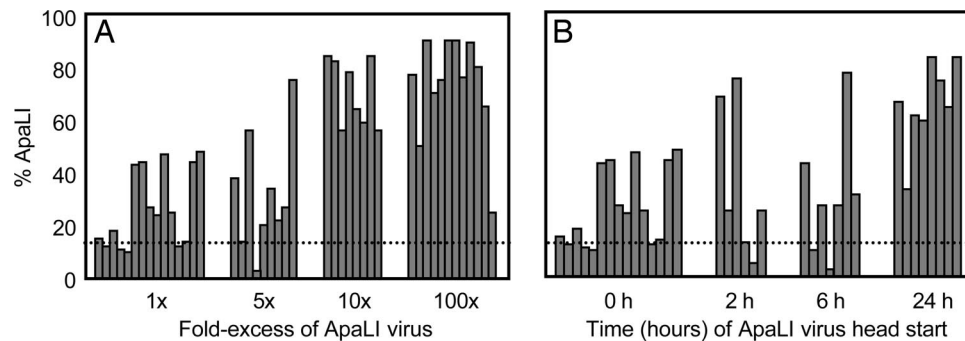 A
B
% ApaLI
100
80
60
40
20
0
1x 5x 10x 100x
0 h 2 h 6 h 24 h
Fold-excess of ApaLI virus
Time (hours) of ApaLI virus head start